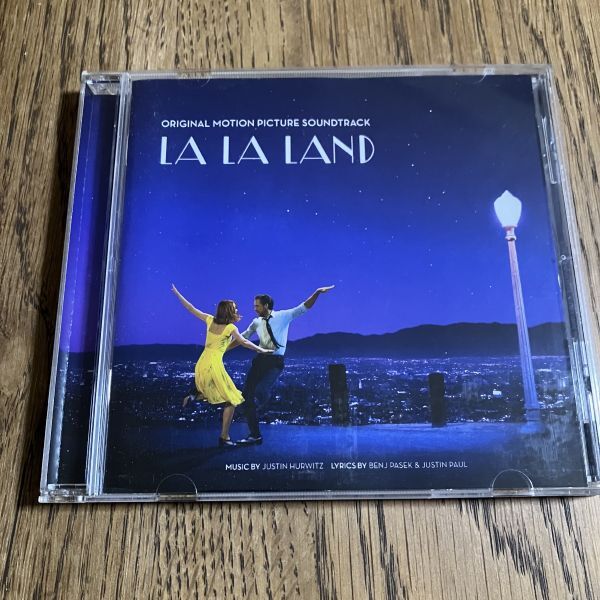 ORIGINAL MOTION PICTURE SOUNDTRACK
LA LA LAND
MUSIC BY JUSTIN HURWITZ LYRICS BY BENJ PASEK & JUSTIN PAUL